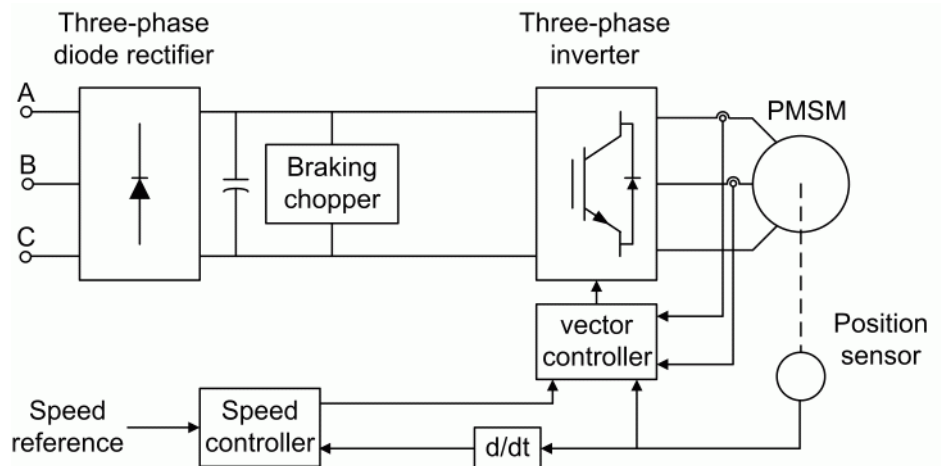 Three-phase
diode rectifier
Three-phase
inverter
A
B
C
Braking
chopper
PMSM
vector
controller
Position
sensor
Speed
reference
Speed
controller
d/dt